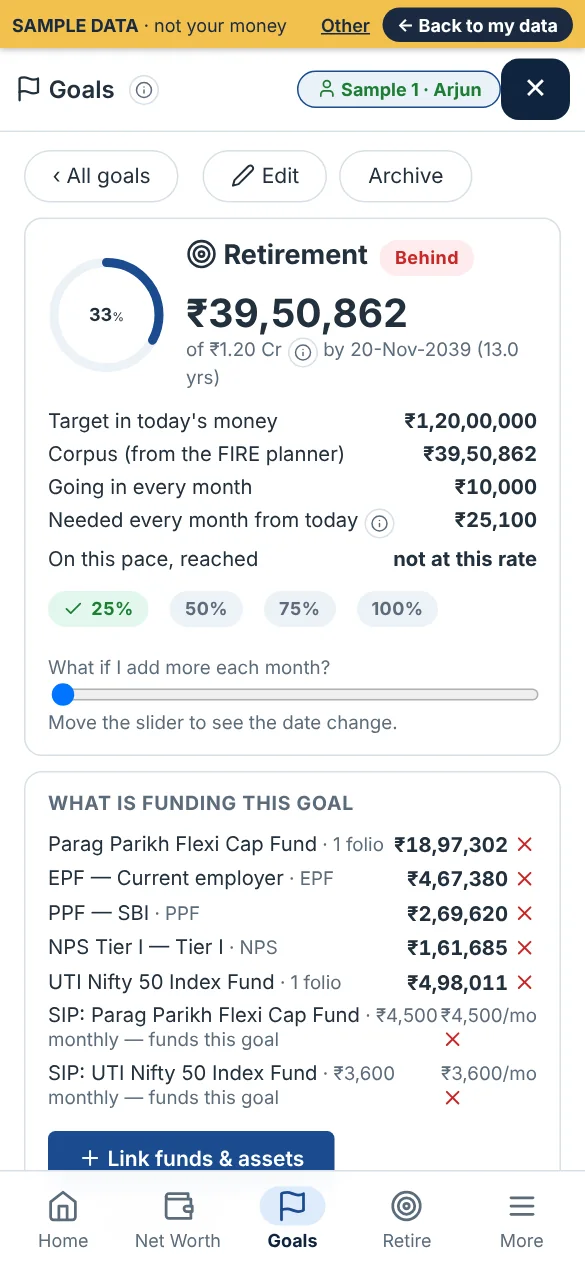 SAMPLE DATA · not your money Other ← Back to my data
Goals Sample 1 · Arjun ✕
‹ All goals Edit Archive
Retirement Behind
33%
₹39,50,862
of ₹1.20 Cr by 20-Nov-2039 (13.0
yrs)
Target in today's money ₹1,20,00,000
Corpus (from the FIRE planner) ₹39,50,862
Going in every month ₹10,000
Needed every month from today ₹25,100
On this pace, reached not at this rate
✓ 25% 50% 75% 100%
What if I add more each month?
Move the slider to see the date change.
WHAT IS FUNDING THIS GOAL
Parag Parikh Flexi Cap Fund · 1 folio ₹18,97,302 ✕
EPF — Current employer · EPF ₹4,67,380 ✕
PPF — SBI · PPF ₹2,69,620 ✕
NPS Tier I — Tier I · NPS ₹1,61,685 ✕
UTI Nifty 50 Index Fund · 1 folio ₹4,98,011 ✕
SIP: Parag Parikh Flexi Cap Fund · ₹4,500 ₹4,500/mo
monthly — funds this goal ✕
SIP: UTI Nifty 50 Index Fund · ₹3,600 ₹3,600/mo
monthly — funds this goal ✕
+ Link funds & assets
Home Net Worth Goals Retire More